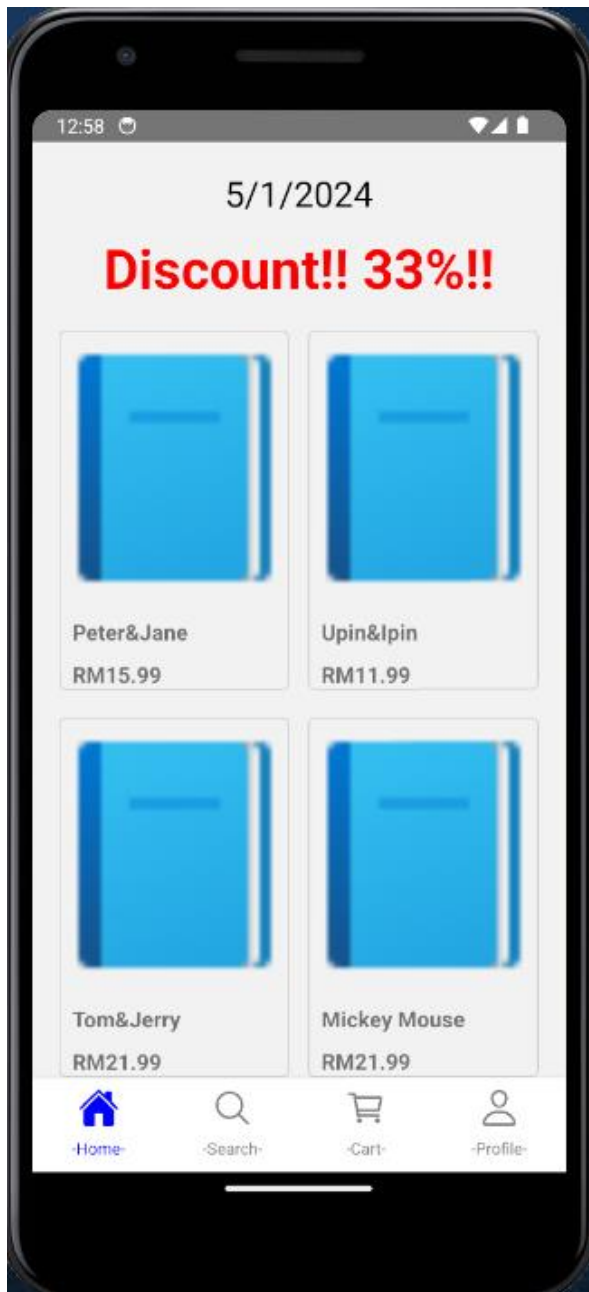 12:58
5/1/2024
Discount!! 33%!!
Peter&Jane
RM15.99
Upin&Ipin
RM11.99
Tom&Jerry
RM21.99
Mickey Mouse
RM21.99
-Home-
-Search-
-Cart-
-Profile-